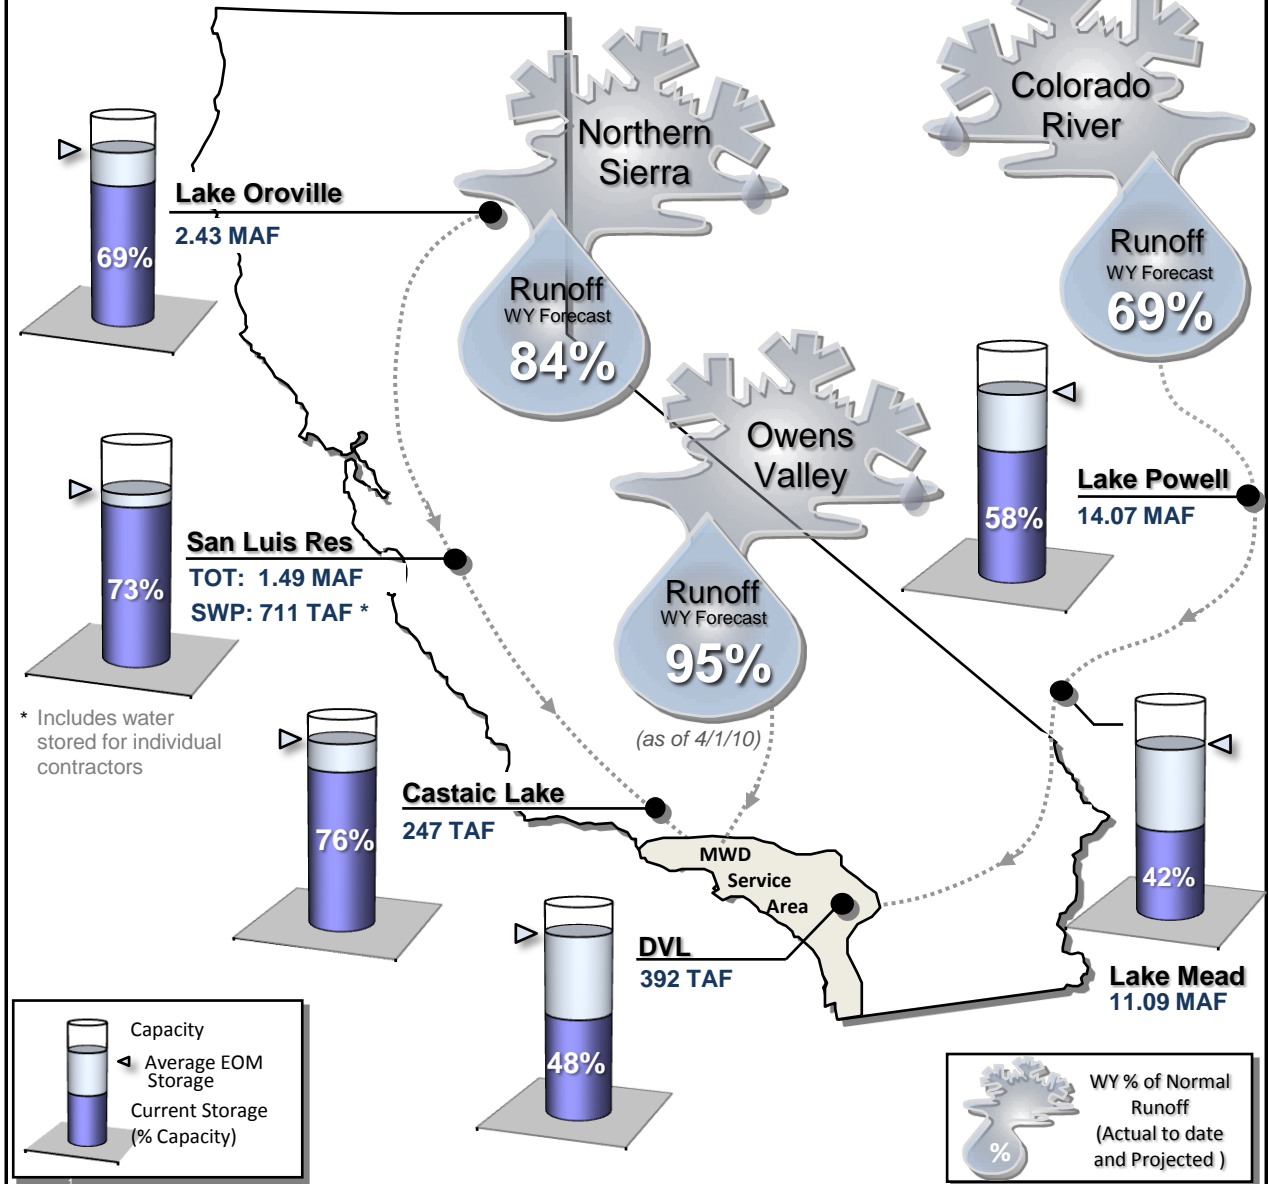 Northern
Sierra
Colorado
River
Lake Oroville
2.43 MAF
69%
Runoff
WY Forecast
84%
Runoff
WY Forecast
69%
Owens
Valley
Lake Powell
14.07 MAF
58%
San Luis Res
TOT: 1.49 MAF
SWP: 711 TAF *
73%
Runoff
WY Forecast
95%
(as of 4/1/10)
* Includes water
stored for individual
contractors
Castaic Lake
247 TAF
76%
MWD
Service
Area
42%
DVL
392 TAF
Lake Mead
11.09 MAF
48%
Capacity
Average EOM
Storage
Current Storage
(% Capacity)
WY % of Normal
Runoff
(Actual to date
and Projected )
%